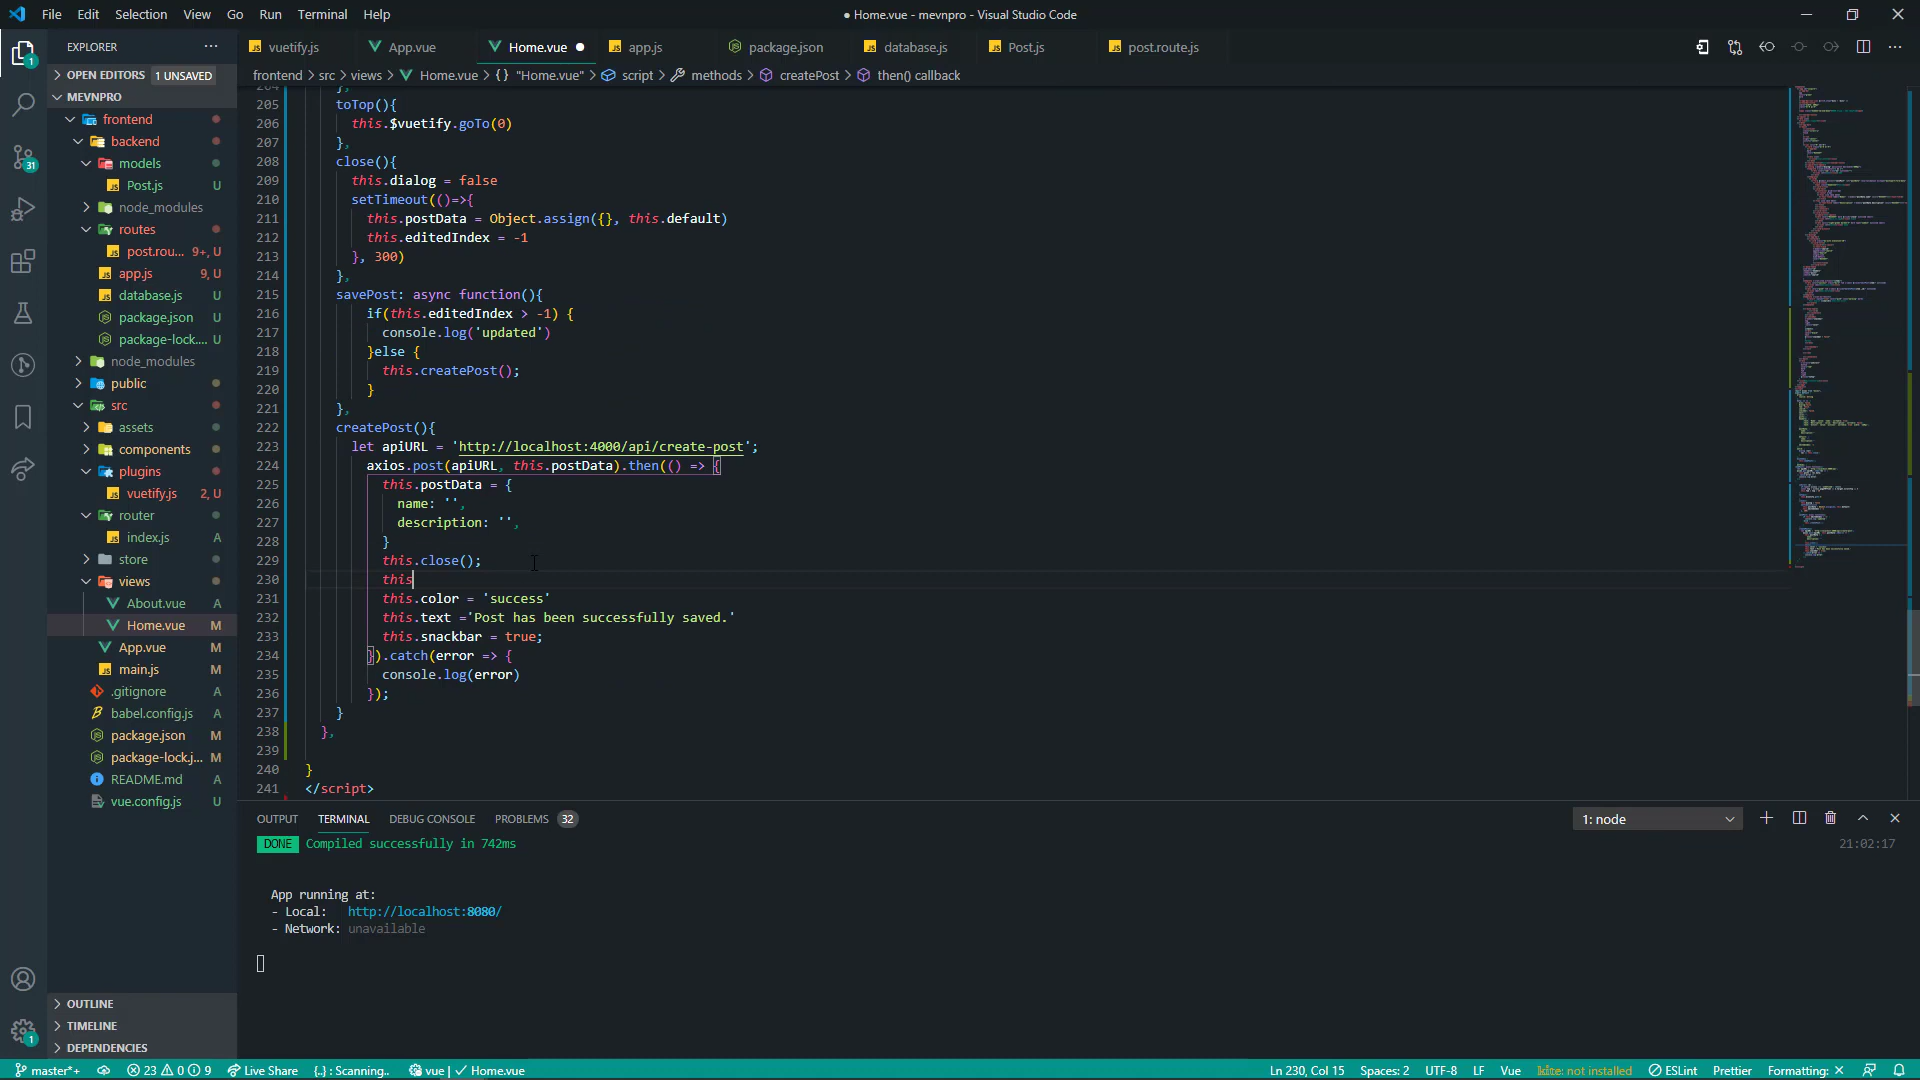 File Edit Selection View Go Run Terminal Help
● Home.vue - mevnpro - Visual Studio Code
EXPLORER
vuetify.js App.vue Home.vue app.js package.json database.js Post.js post.route.js
OPEN EDITORS 1 UNSAVED
frontend > src > views > Home.vue > {} "Home.vue" > script > methods > createPost > then() callback
MEVNPRO
frontend
backend
models
Post.js U
node_modules
routes
post.rou... 9+, U
app.js 9, U
database.js U
package.json U
package-lock.... U
node_modules
public
src
assets
components
plugins
vuetify.js 2, U
router
index.js A
store
views
About.vue A
Home.vue M
App.vue M
main.js M
.gitignore A
babel.config.js A
package.json M
package-lock.j... M
README.md A
vue.config.js U
OUTLINE
TIMELINE
DEPENDENCIES
1
31
1
204 },
205 toTop(){
206 this.$vuetify.goTo(0)
207 },
208 close(){
209 this.dialog = false
210 setTimeout(()=>{
211 this.postData = Object.assign({}, this.default)
212 this.editedIndex = -1
213 }, 300)
214 },
215 savePost: async function(){
216 if(this.editedIndex > -1) {
217 console.log('updated')
218 }else {
219 this.createPost();
220 }
221 },
222 createPost(){
223 let apiURL = 'http://localhost:4000/api/create-post';
224 axios.post(apiURL, this.postData).then(() => {
225 this.postData = {
226 name: '',
227 description: '',
228 }
229 this.close();
230 this
231 this.color = 'success'
232 this.text ='Post has been successfully saved.'
233 this.snackbar = true;
234 }).catch(error => {
235 console.log(error)
236 });
237 }
238 },
239
240 }
241 </script>
OUTPUT TERMINAL DEBUG CONSOLE PROBLEMS 32
1: node
DONE Compiled successfully in 742ms 21:02:17
App running at:
- Local: http://localhost:8080/
- Network: unavailable
master*+ 23 0 9 Live Share {..} : Scanning.. vue | ✓ Home.vue
Ln 230, Col 15 Spaces: 2 UTF-8 LF Vue kite: not installed ESLint Prettier Formatting: ✕